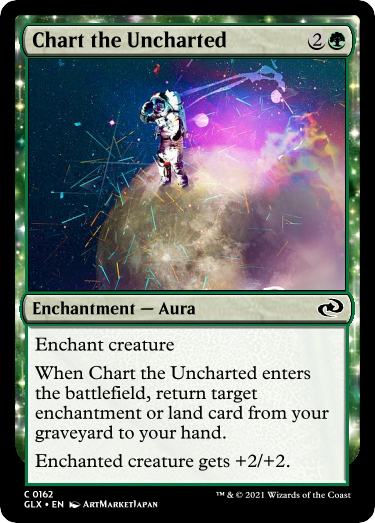 Chart the Uncharted 2
Enchantment — Aura
Enchant creature
When Chart the Uncharted enters
the battlefield, return target
enchantment or land card from your
graveyard to your hand.
Enchanted creature gets +2/+2.
C 0162
GLX • EN ArtMarketJapan
™ & © 2021 Wizards of the Coast